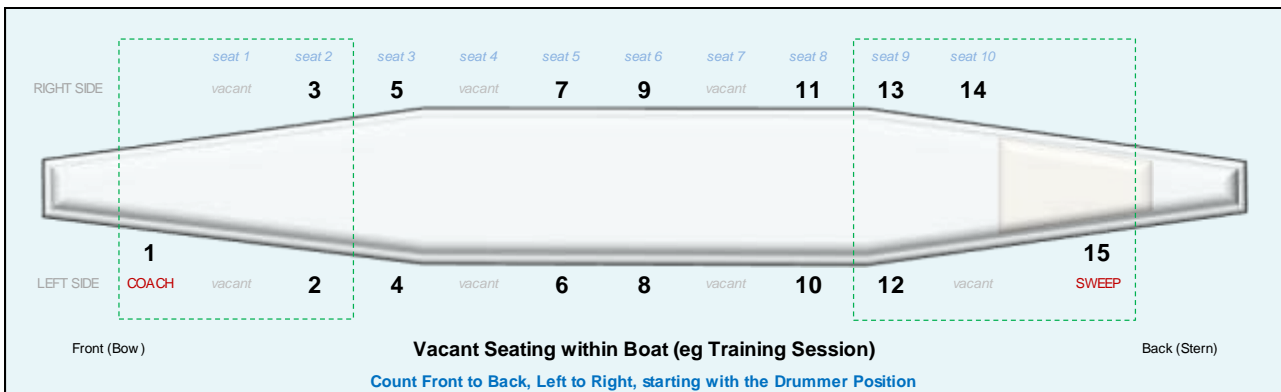 seat 1 seat 2 seat 3 seat 4 seat 5 seat 6 seat 7 seat 8 seat 9 seat 10
RIGHT SIDE vacant 3 5 vacant 7 9 vacant 11 13 14
1 15
LEFT SIDE COACH vacant 2 4 vacant 6 8 vacant 10 12 vacant SWEEP
Front (Bow) Vacant Seating within Boat (eg Training Session) Back (Stern)
Count Front to Back, Left to Right, starting with the Drummer Position